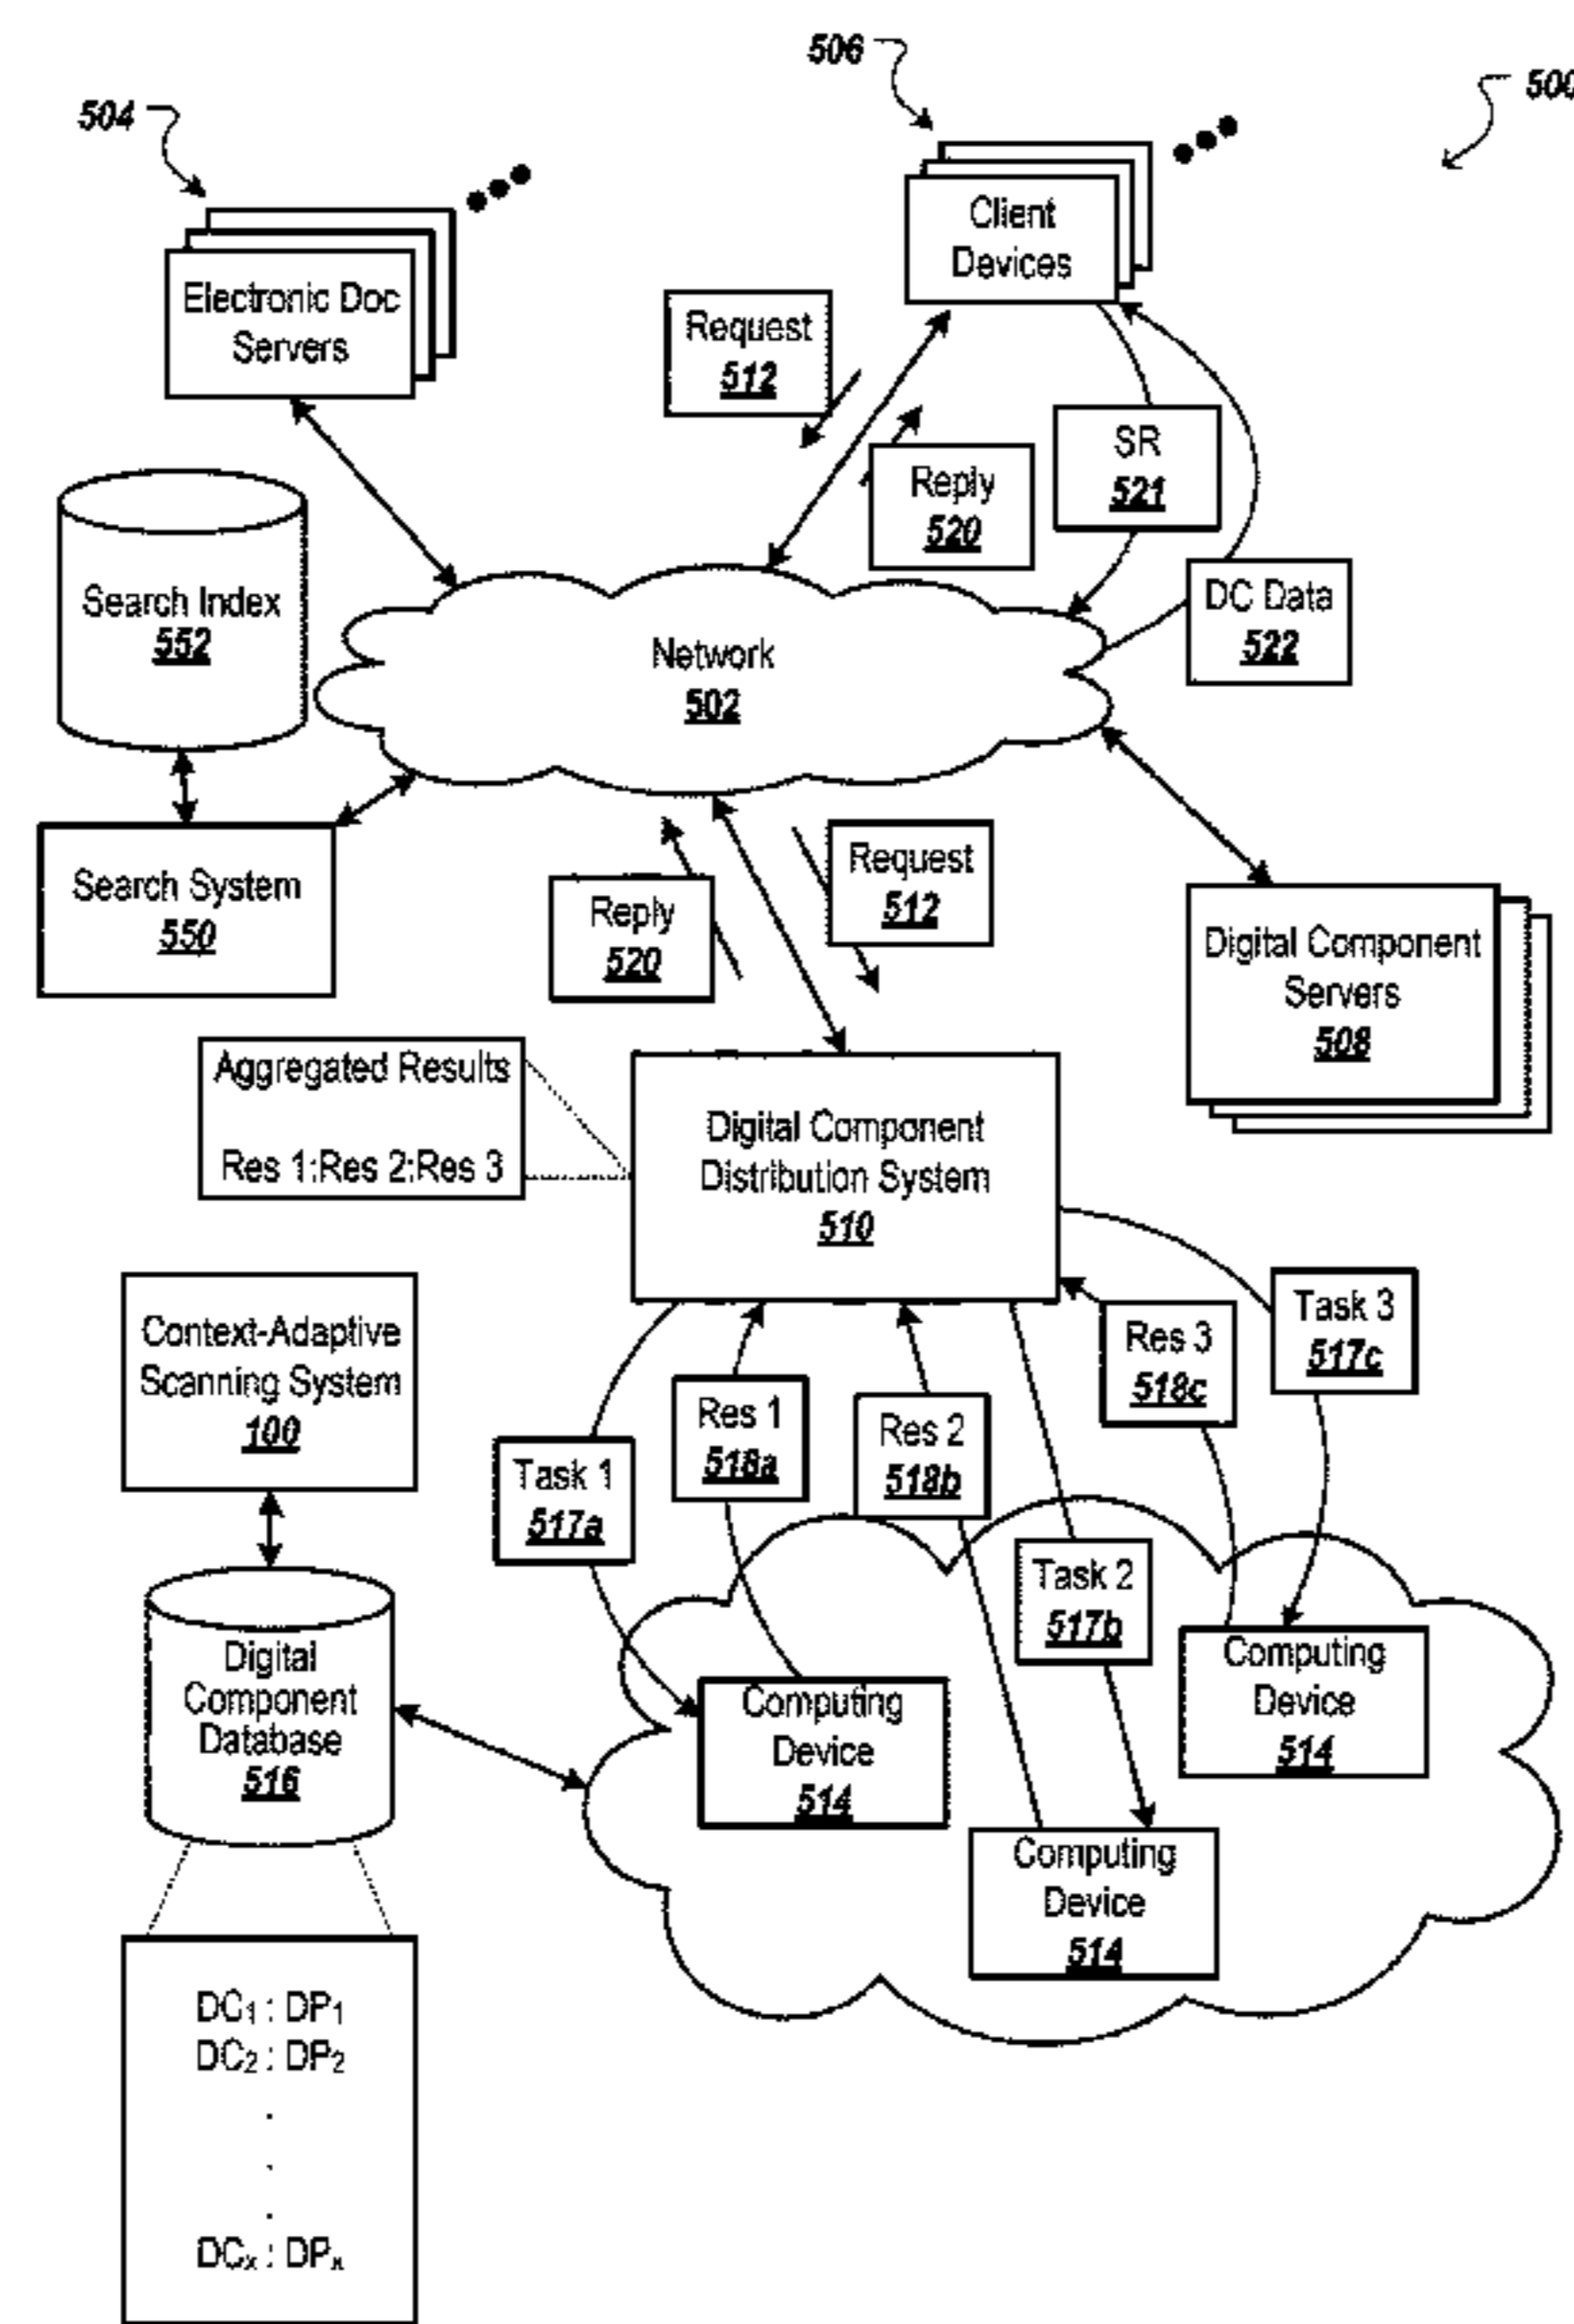 506
500
504
Client
Devices
Electronic Doc
Servers
Request
512
SR
521
Reply
520
Search Index
552
DC Data
522
Network
502
Search System
550
Reply
520
Request
512
Digital Component
Servers
508
Aggregated Results
Res 1:Res 2:Res 3
Digital Component
Distribution System
510
Context-Adaptive
Scanning System
100
Task 1
517a
Res 1
518a
Res 2
518b
Res 3
518c
Task 3
517c
Task 2
517b
Digital
Component
Database
516
Computing
Device
514
Computing
Device
514
Computing
Device
514
DC₁ : DP₁
DC₂ : DP₂
.
.
.
DCₓ : DPₓ